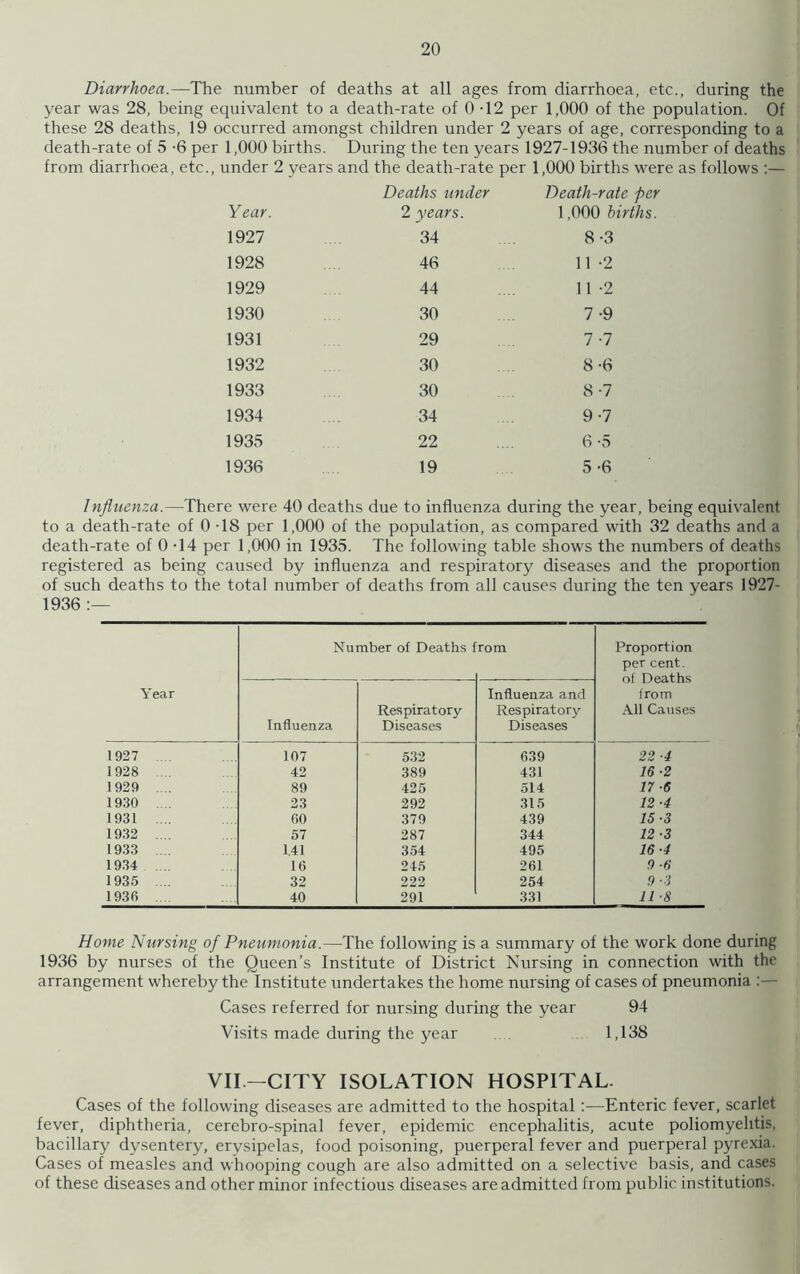 20
Diarrhoea.—The number of deaths at all ages from diarrhoea, etc., during the
year was 28, being equivalent to a death-rate of 0·12 per 1,000 of the population. Of
these 28 deaths, 19 occurred amongst children under 2 years of age, corresponding to a
death-rate of 5·6 per 1,000 births. During the ten years 1927-1936 the number of deaths
from diarrhoea, etc., under 2 years and the death-rate per 1,000 births were as follows :—
Deaths under Death-rate per
Year. 2 years. 1,000 births.
1927 .... 34 .... 8·3
1928 .... 46 .... 11·2
1929 .... 44 .... 11·2
1930 .... 30 .... 7·9
1931 .... 29 .... 7·7
1932 .... 30 .... 8·6
1933 .... 30 .... 8·7
1934 .... 34 .... 9·7
1935 .... 22 .... 6·5
1936 .... 19 .... 5·6
Influenza.—There were 40 deaths due to influenza during the year, being equivalent
to a death-rate of 0·18 per 1,000 of the population, as compared with 32 deaths and a
death-rate of 0·14 per 1,000 in 1935. The following table shows the numbers of deaths
registered as being caused by influenza and respiratory diseases and the proportion
of such deaths to the total number of deaths from all causes during the ten years 1927-
1936 :—
Number of Deaths from Proportion
per cent.
of Deaths
Year Influenza and from
Respiratory Respiratory All Causes
Influenza Diseases Diseases
1927 .... .... 107 532 639 22·4
1928 .... .... 42 389 431 16·2
1929 .... .... 89 425 514 17·6
1930 .... .... 23 292 315 12·4
1931 .... .... 60 379 439 15·3
1932 .... .... 57 287 344 12·3
1933 .... .... 141 354 495 16·4
1934 .... .... 16 245 261 9·6
1935 .... .... 32 222 254 9·3
1936 .... .... 40 291 331 11·8
Home Nursing of Pneumonia.—The following is a summary of the work done during
1936 by nurses of the Queen's Institute of District Nursing in connection with the
arrangement whereby the Institute undertakes the home nursing of cases of pneumonia :—
Cases referred for nursing during the year 94
Visits made during the year .... .... 1,138
VII.—CITY ISOLATION HOSPITAL.
Cases of the following diseases are admitted to the hospital :—Enteric fever, scarlet
fever, diphtheria, cerebro-spinal fever, epidemic encephalitis, acute poliomyelitis,
bacillary dysentery, erysipelas, food poisoning, puerperal fever and puerperal pyrexia.
Cases of measles and whooping cough are also admitted on a selective basis, and cases
of these diseases and other minor infectious diseases are admitted from public institutions.